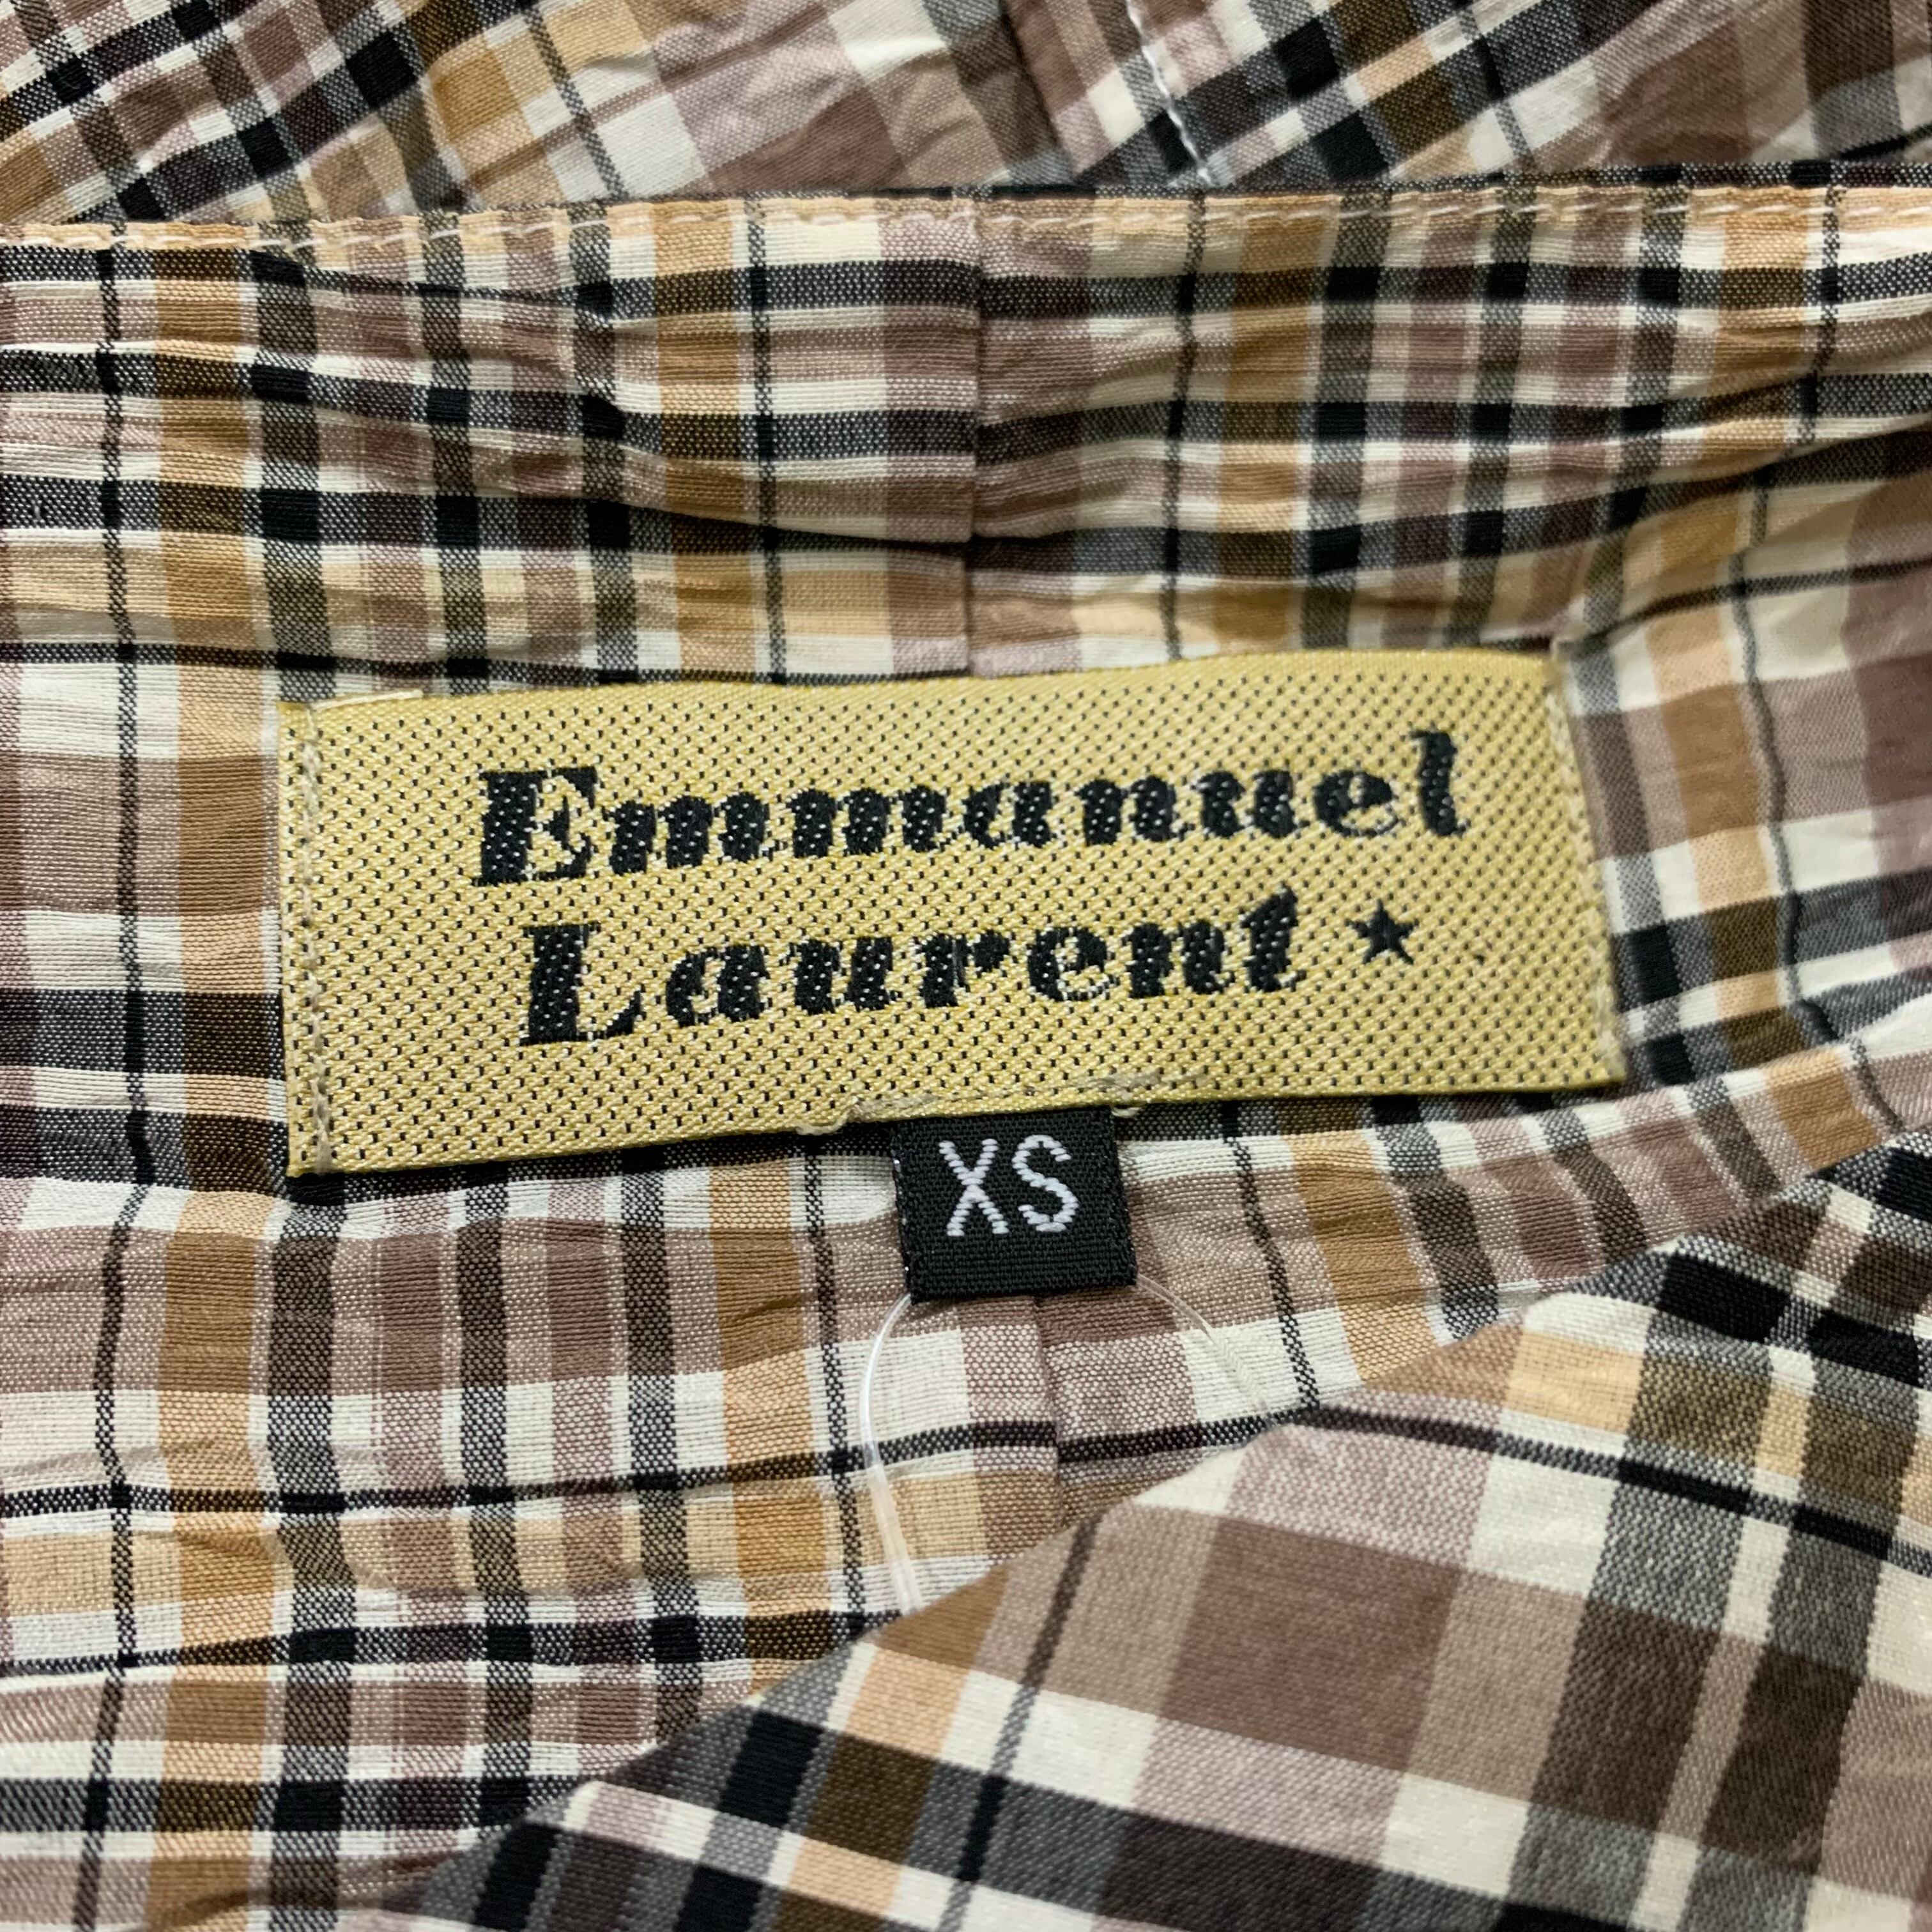 Emmanuel
Laurent ★
XS